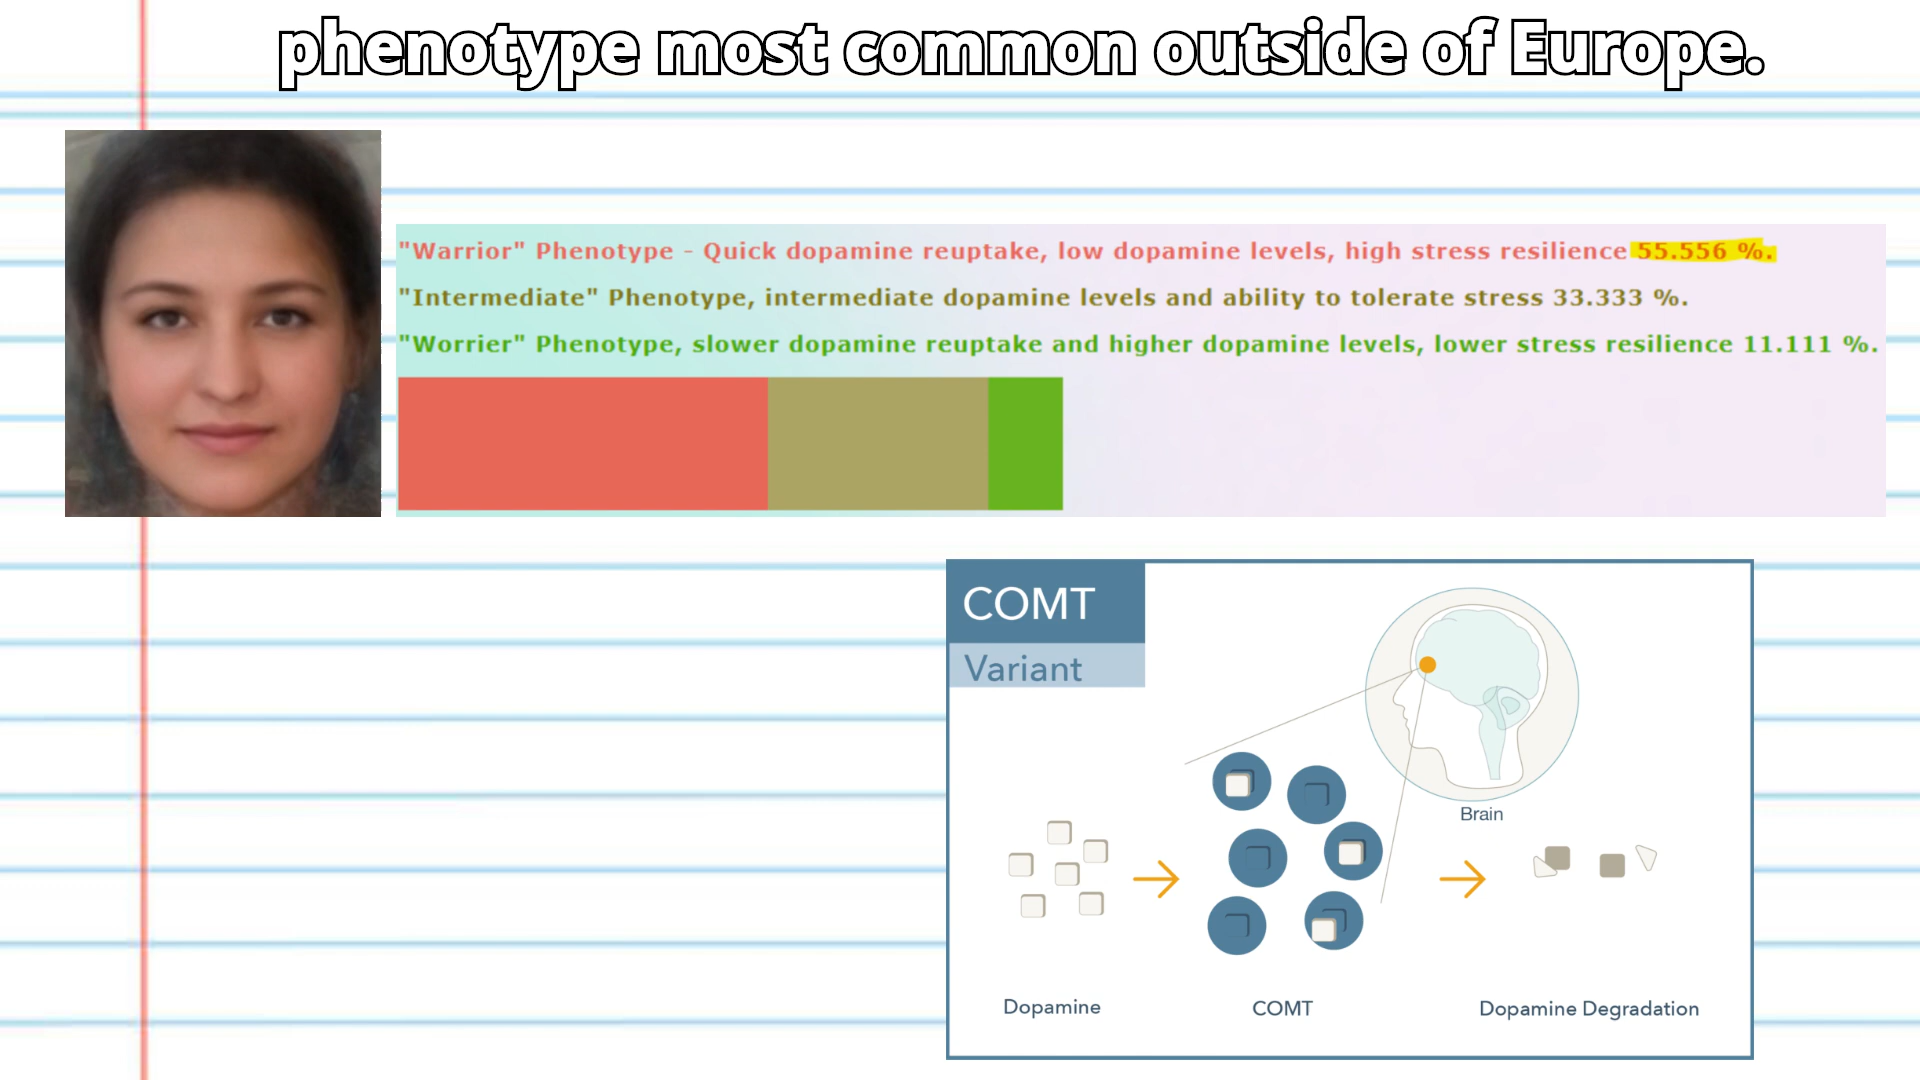 phenotype most common outside of Europe.
"Warrior" Phenotype - Quick dopamine reuptake, low dopamine levels, high stress resilience 55.556 %.
"Intermediate" Phenotype, intermediate dopamine levels and ability to tolerate stress 33.333 %.
"Worrier" Phenotype, slower dopamine reuptake and higher dopamine levels, lower stress resilience 11.111 %.
COMT
Variant
Brain
Dopamine
COMT
Dopamine Degradation